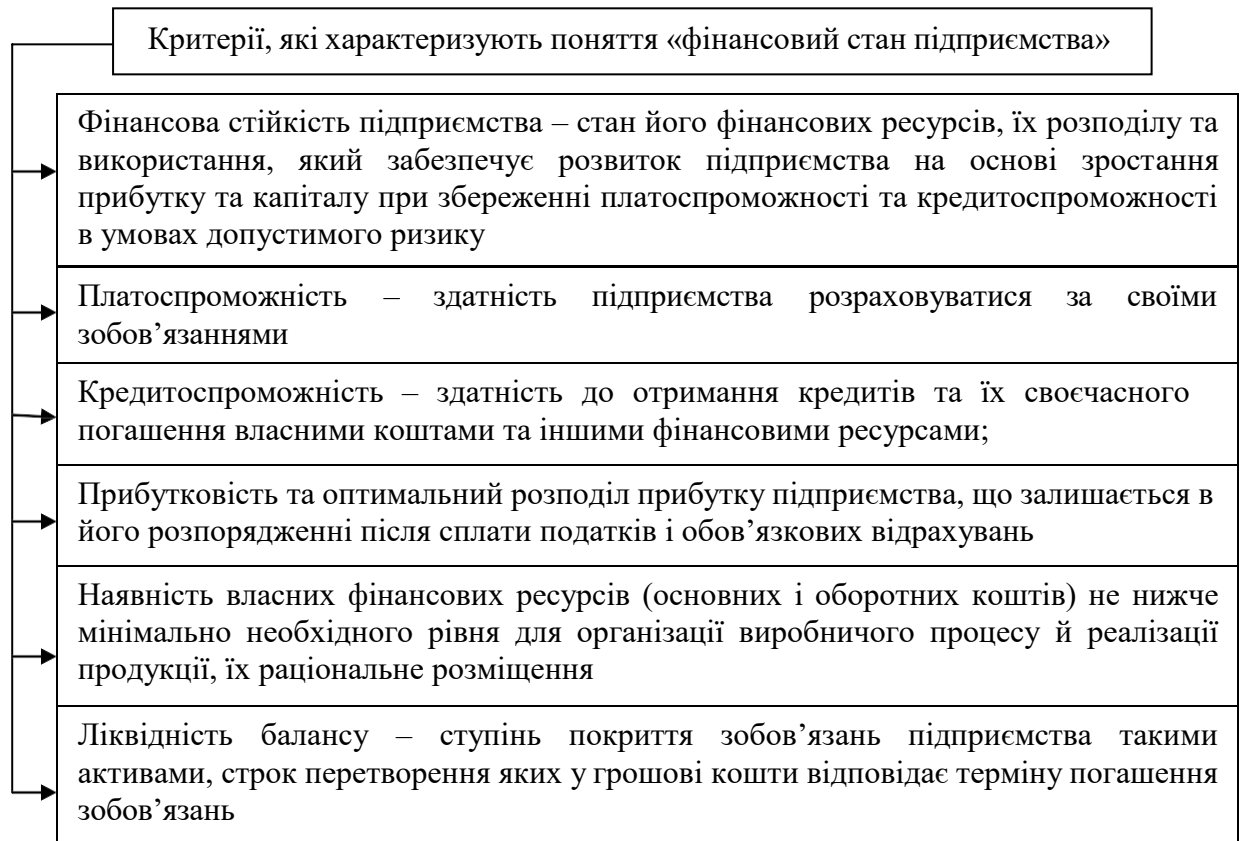 Критерії, які характеризують поняття «фінансовий стан підприємства»
Фінансова стійкість підприємства – стан його фінансових ресурсів, їх розподілу та
використання, який забезпечує розвиток підприємства на основі зростання
прибутку та капіталу при збереженні платоспроможності та кредитоспроможності
в умовах допустимого ризику
Платоспроможність – здатність підприємства розраховуватися за своїми
зобов’язаннями
Кредитоспроможність – здатність до отримання кредитів та їх своєчасного
погашення власними коштами та іншими фінансовими ресурсами;
Прибутковість та оптимальний розподіл прибутку підприємства, що залишається в
його розпорядженні після сплати податків і обов’язкових відрахувань
Наявність власних фінансових ресурсів (основних і оборотних коштів) не нижче
мінімально необхідного рівня для організації виробничого процесу й реалізації
продукції, їх раціональне розміщення
Ліквідність балансу – ступінь покриття зобов’язань підприємства такими
активами, строк перетворення яких у грошові кошти відповідає терміну погашення
зобов’язань